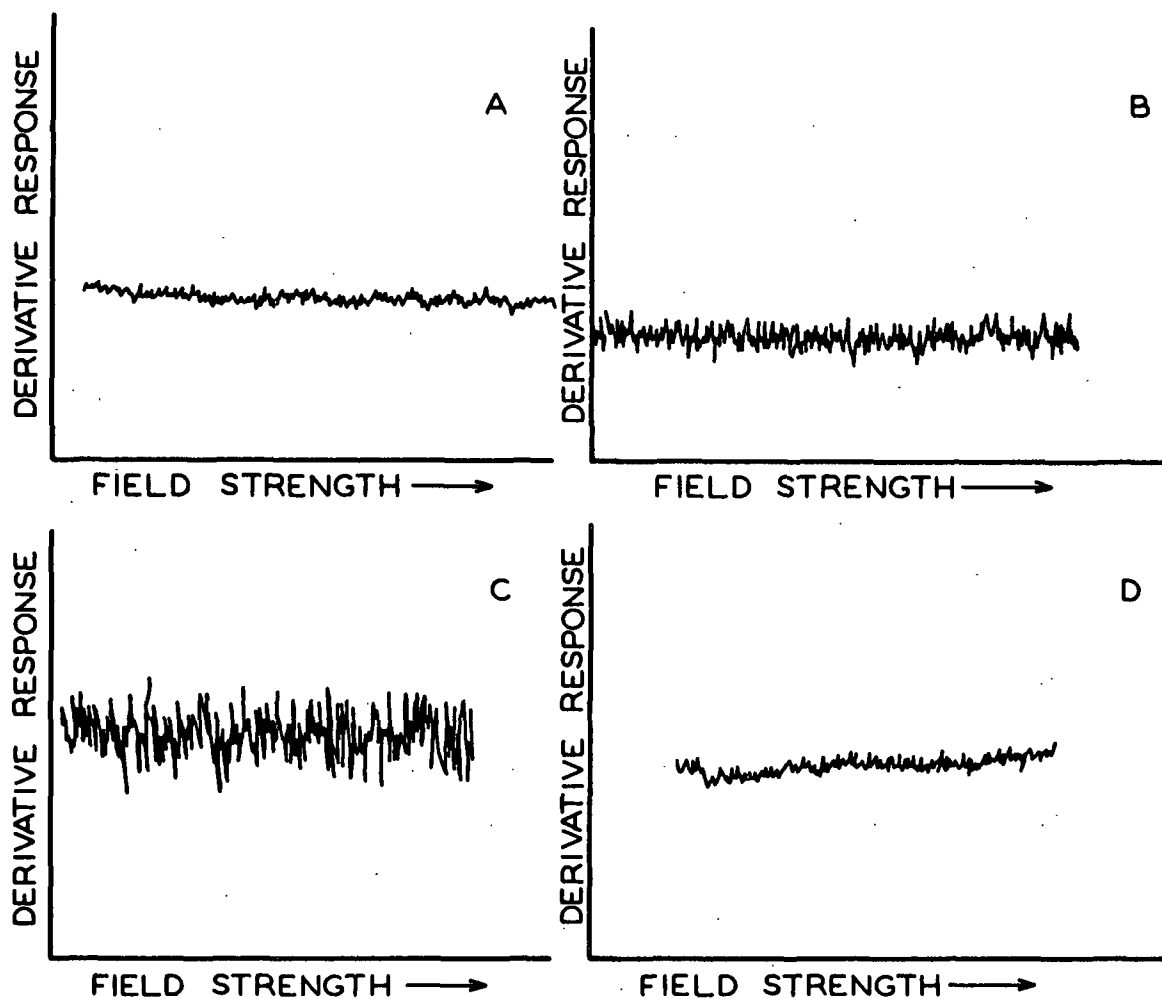 DERIVATIVE RESPONSE
A
FIELD STRENGTH
DERIVATIVE RESPONSE
B
FIELD STRENGTH
DERIVATIVE RESPONSE
C
FIELD STRENGTH
DERIVATIVE RESPONSE
D
FIELD STRENGTH